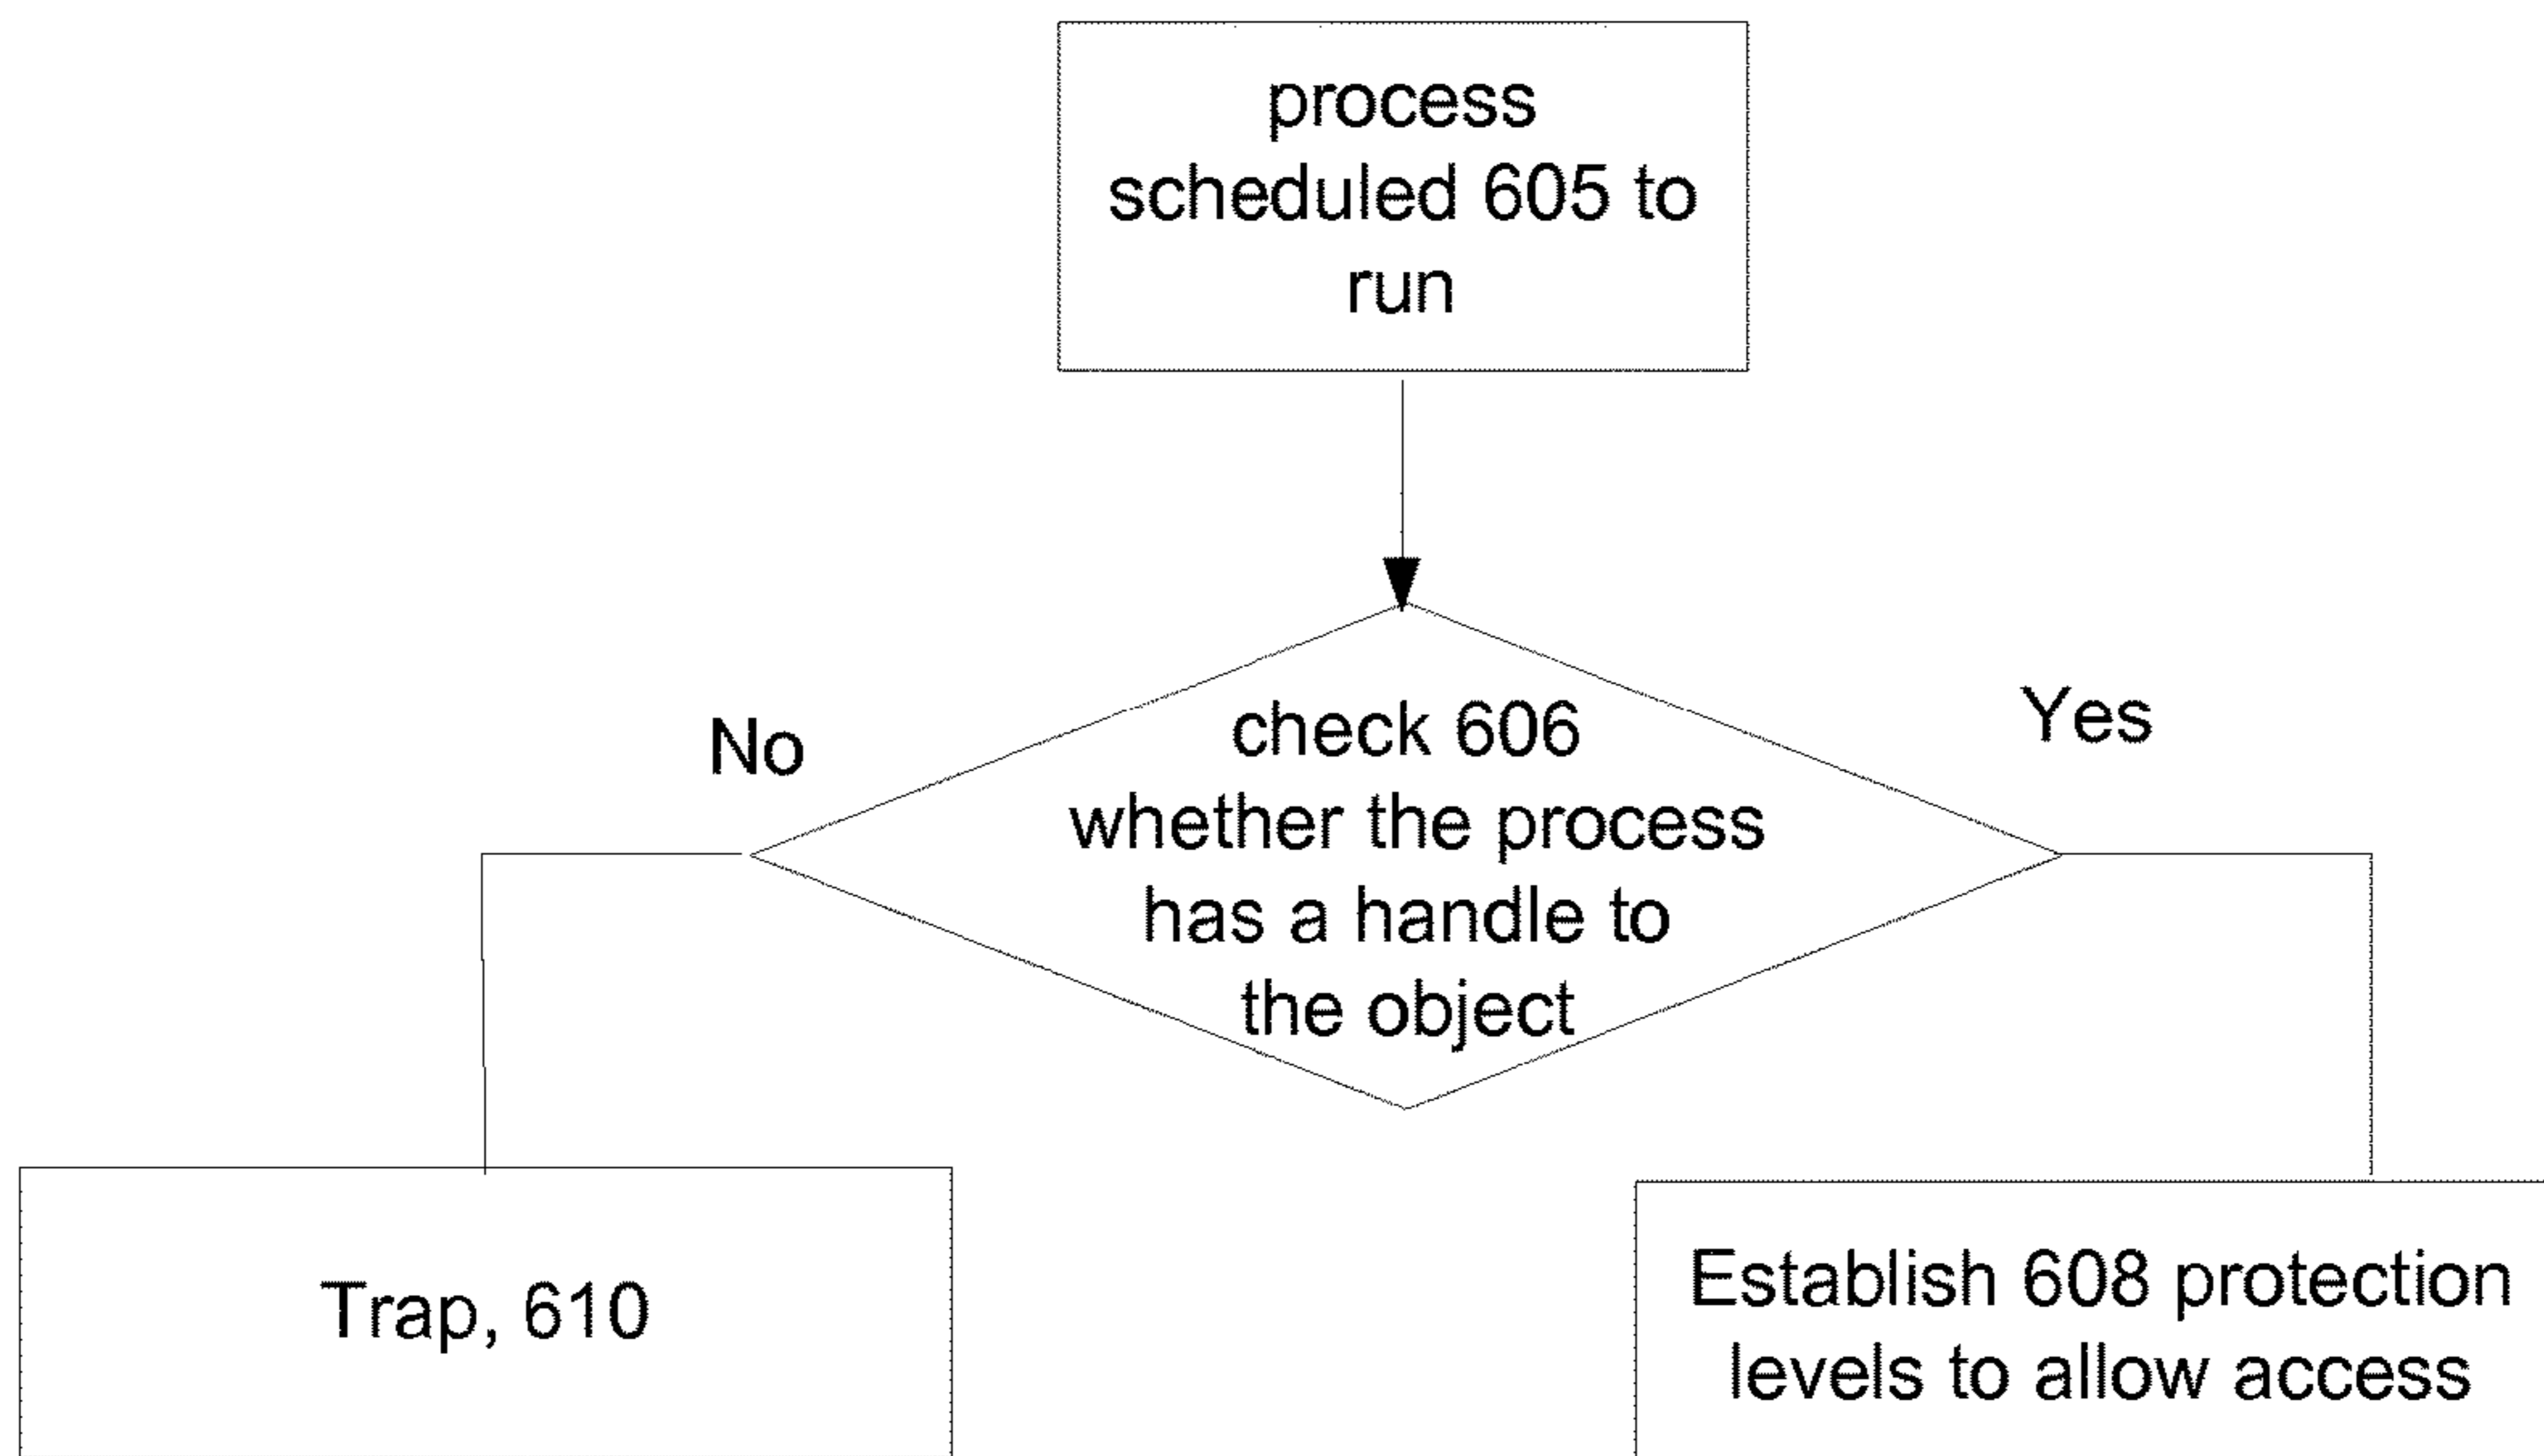 process
scheduled 605 to
run
No
Yes
check 606
whether the process
has a handle to
the object
Trap, 610
Establish 608 protection
levels to allow access